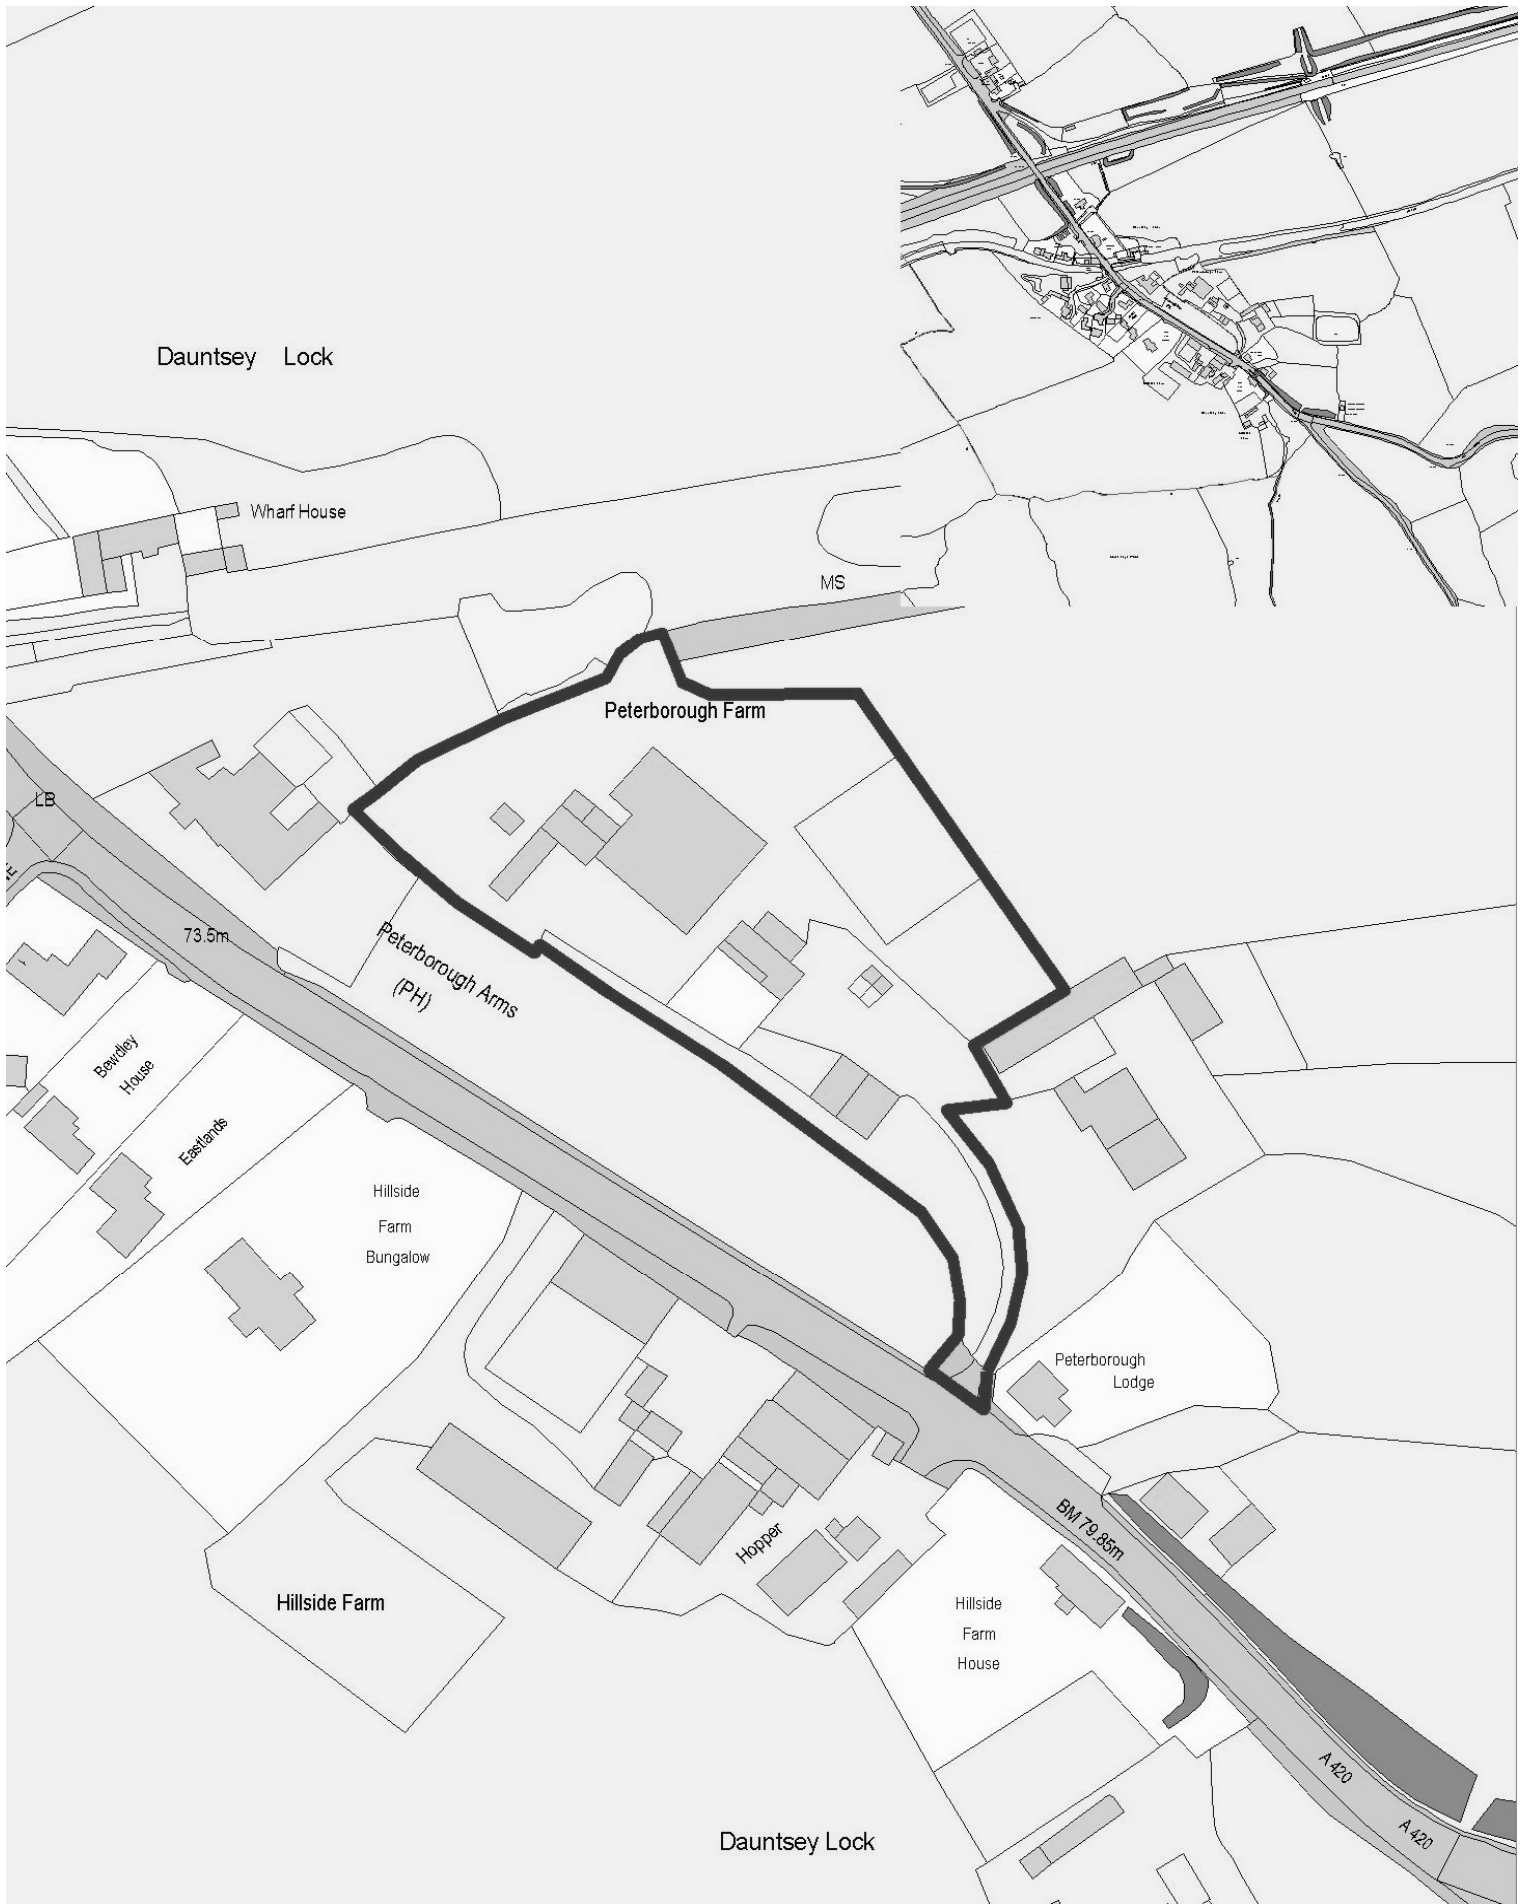 Dauntsey Lock
Wharf House
MS
Peterborough Farm
LB
73.5m
Peterborough Arms
(PH)
Bewdley
House
Eastlands
Hillside
Farm
Bungalow
Peterborough
Lodge
BM 79.85m
Hopper
Hillside Farm
Hillside
Farm
House
A 420
A 420
Dauntsey Lock